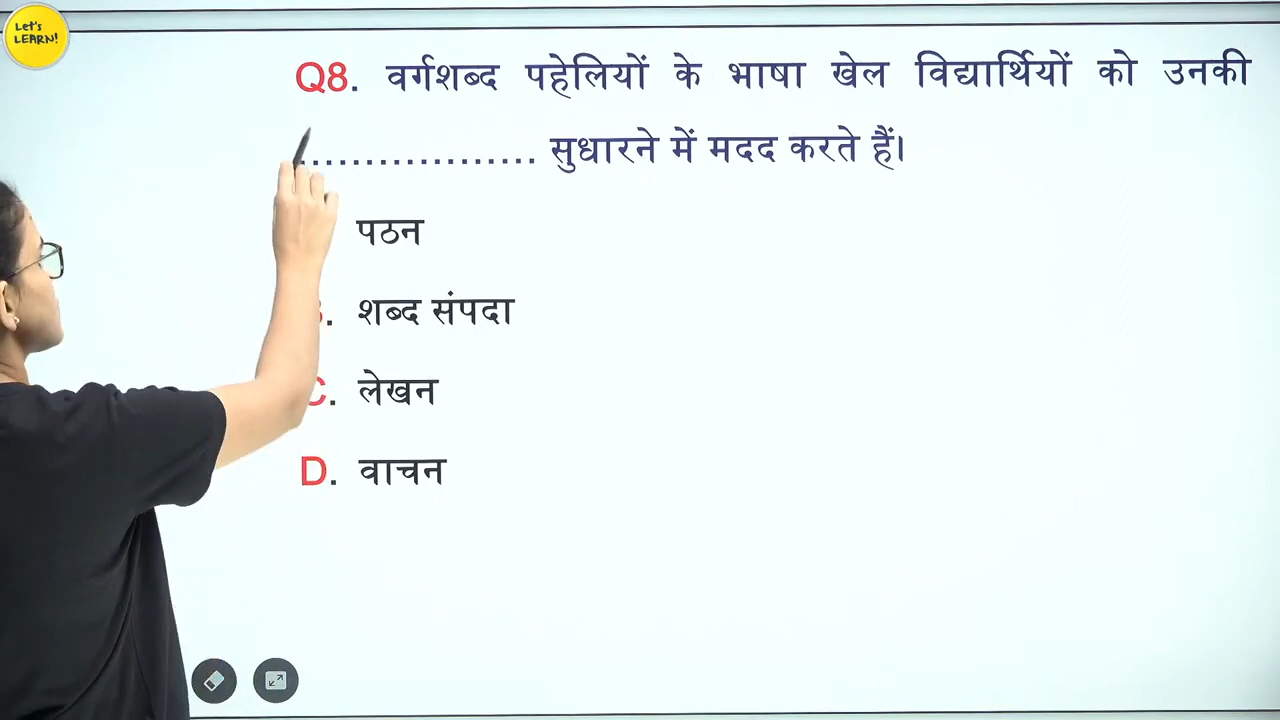 Let's
LEARN!
Q8. वर्गशब्द पहेलियों के भाषा खेल विद्यार्थियों को उनकी
.................. सुधारने में मदद करते हैं।
पठन
. शब्द संपदा
C. लेखन
D. वाचन